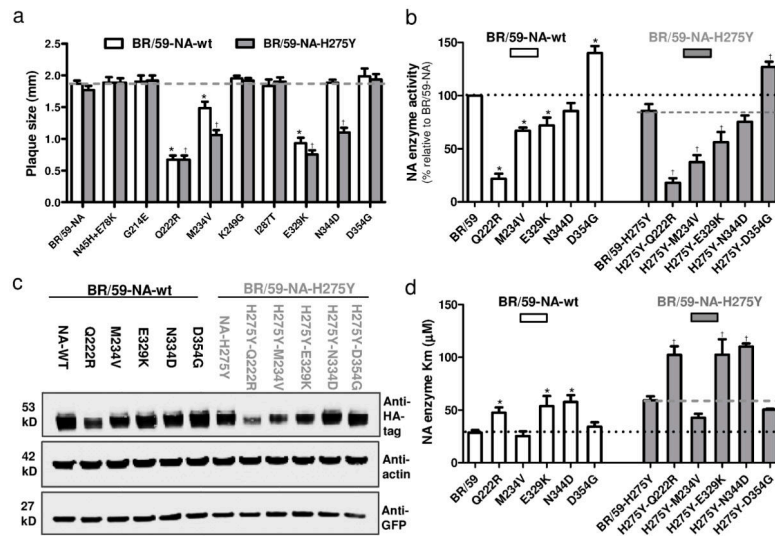 a
BR/59-NA-wt
BR/59-NA-H275Y
Plaque size (mm)
2.5
2.0
1.5
1.0
0.5
0.0
*
†
*
†
*
†
†
BR/59-NA
N45H+E78K
G214E
Q222R
M234V
K249G
I287T
E329K
N344D
D354G
b
BR/59-NA-wt
BR/59-NA-H275Y
NA enzyme activity
(% relative to BR/59-NA)
150
100
50
0
*
*
*
*
†
†
†
†
BR/59
Q222R
M234V
E329K
N344D
D354G
BR/59-H275Y
H275Y-Q222R
H275Y-M234V
H275Y-E329K
H275Y-N344D
H275Y-D354G
c
BR/59-NA-wt
BR/59-NA-H275Y
NA-WT
Q222R
M234V
E329K
N334D
D354G
NA-H275Y
H275Y-Q222R
H275Y-M234V
H275Y-E329K
H275Y-N334D
H275Y-D354G
53
kD
Anti-
HA-
tag
42
kD
Anti-
actin
27
kD
Anti-
GFP
d
BR/59-NA-wt
BR/59-NA-H275Y
NA enzyme Km (µM)
150
100
50
0
*
*
*
†
†
†
BR/59
Q222R
M234V
E329K
N344D
D354G
BR/59-H275Y
H275Y-Q222R
H275Y-M234V
H275Y-E329K
H275Y-N344D
H275Y-D354G